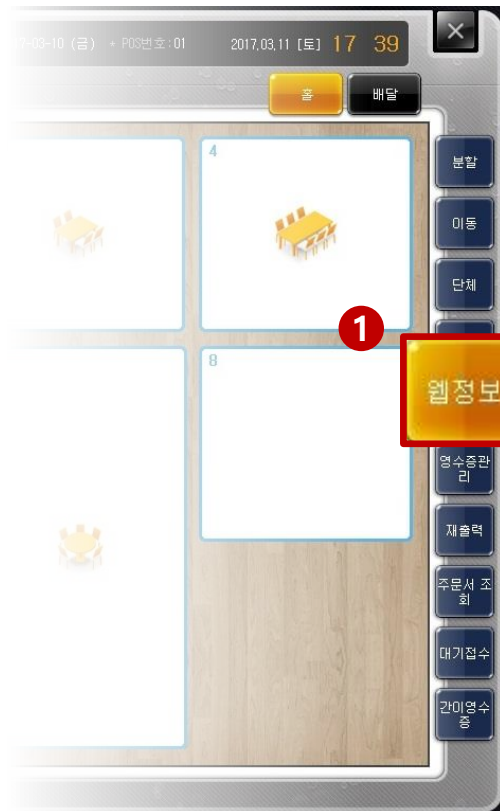 (금) * POS번호:01 2017,03,11 [토] 17 39
홀 배달
4
분할
이동
단체
1
8
웹정보
영수증관
리
재출력
주문서 조
회
대기접수
간이영수
증